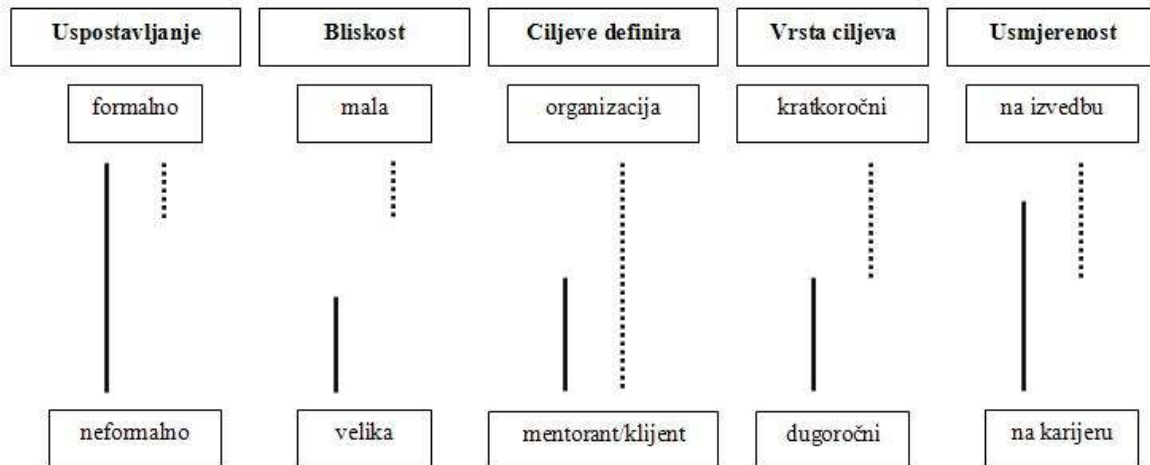 Uspostavljanje
Bliskost
Ciljeve definira
Vrsta ciljeva
Usmjerenost
formalno
mala
organizacija
kratkoročni
na izvedbu
neformalno
velika
mentorant/klijent
dugoročni
na karijeru